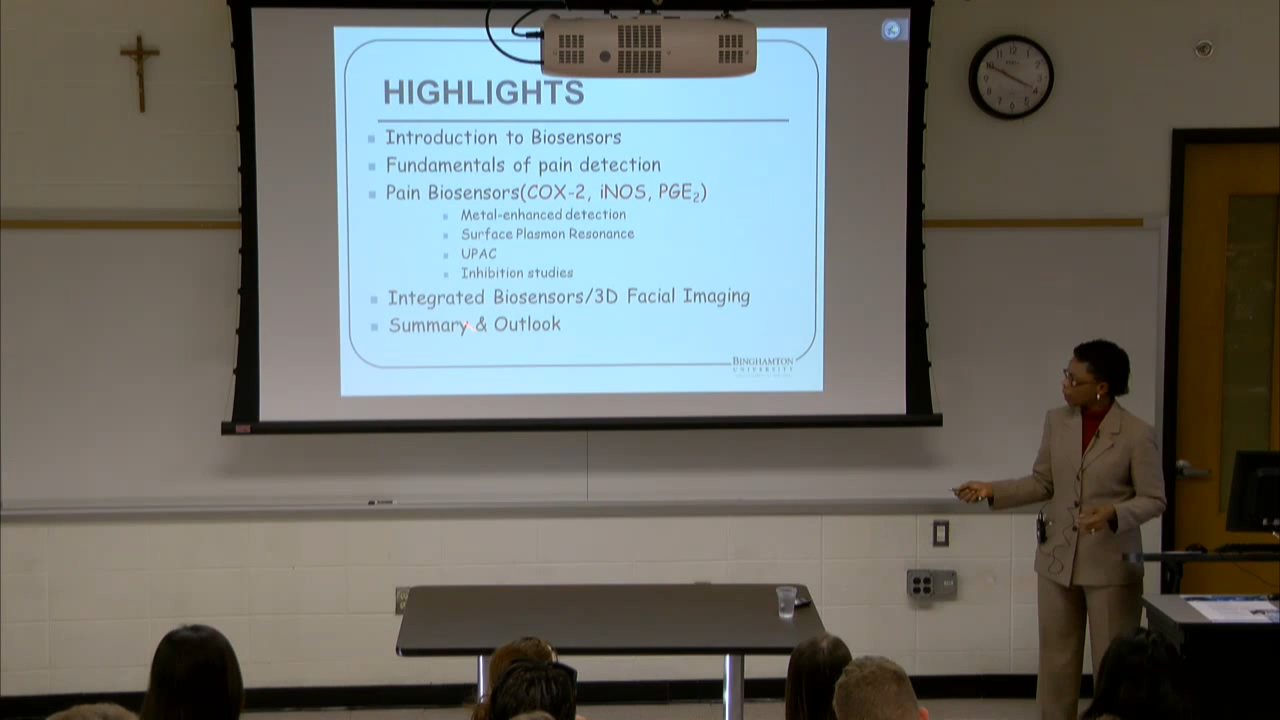 HIGHLIGHTS
Introduction to Biosensors
Fundamentals of pain detection
Pain Biosensors(COX-2, iNOS, PGE₂)
Metal-enhanced detection
Surface Plasmon Resonance
UPAC
Inhibition studies
Integrated Biosensors/3D Facial Imaging
Summary & Outlook
BINGHAMTON
UNIVERSITY